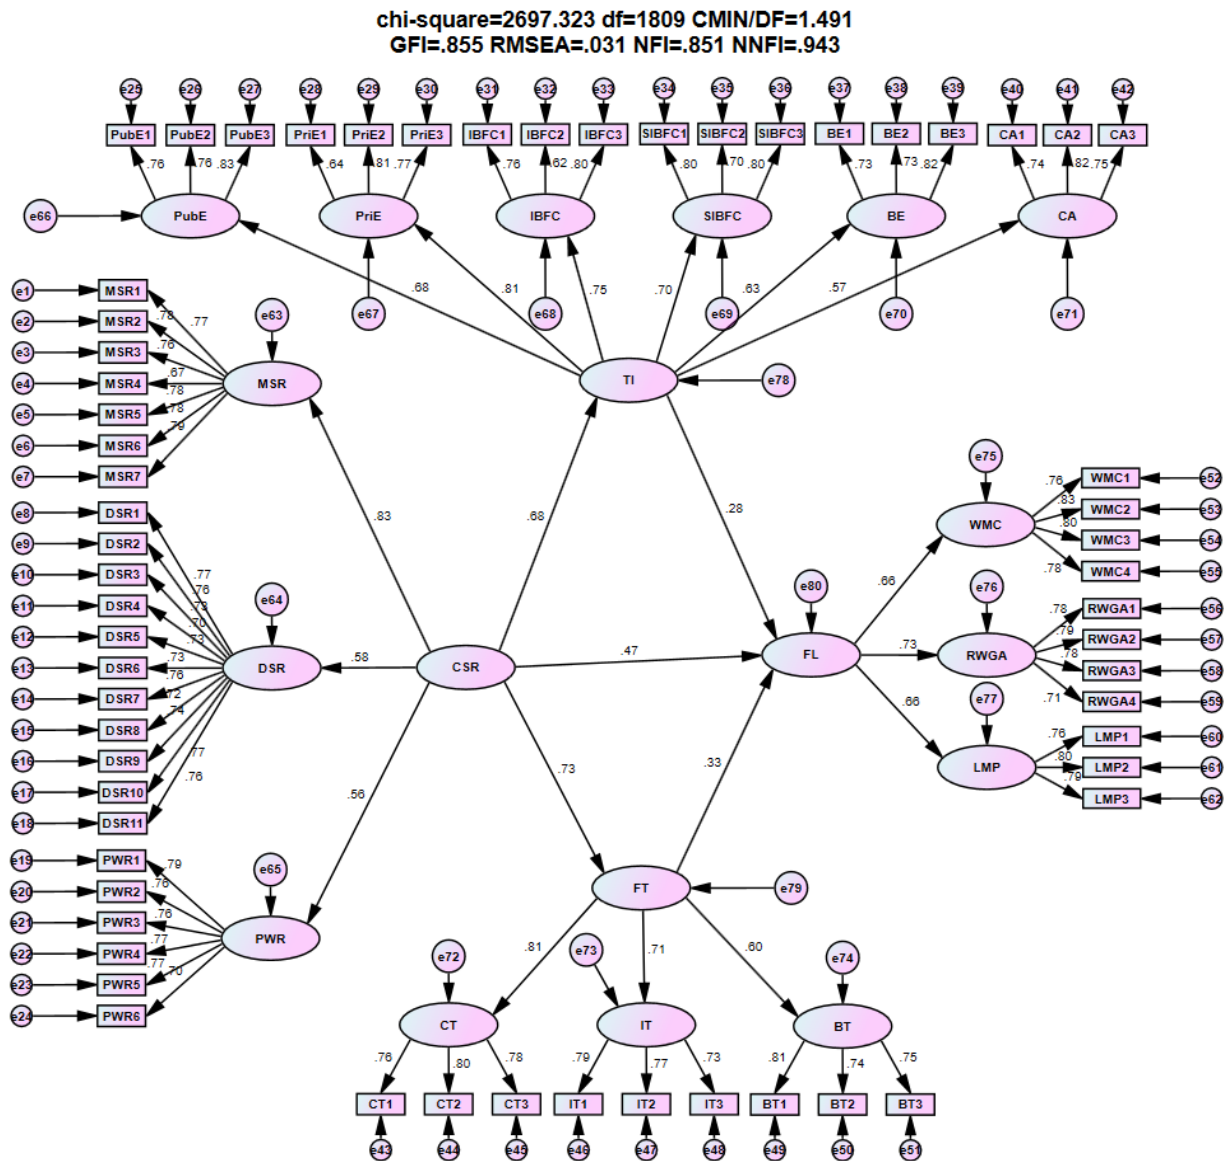 chi-square=2697.323 df=1809 CMIN/DF=1.491
GFI=.855 RMSEA=.031 NFI=.851 NNFI=.943
e25 e26 e27 e28 e29 e30 e31 e32 e33 e34 e35 e36 e37 e38 e39 e40 e41 e42
PubE1 PubE2 PubE3 PriE1 PriE2 PriE3 IBFC1 IBFC2 IBFC3 SIBFC1 SIBFC2 SIBFC3 BE1 BE2 BE3 CA1 CA2 CA3
.76 .76 .83 .64 .81 .77 .76 .62 .80 .80 .70 .80 .73 .73 .82 .74 .82 .75
e66 PubE PriE IBFC SIBFC BE CA
.68 .81 .75 .70 .63 .57
e67 e68 e69 e70 e71
e1 MSR1
e2 MSR2
e3 MSR3
e4 MSR4
e5 MSR5
e6 MSR6
e7 MSR7
.77
.78
.76
.67
.78
.78
.79
e63
MSR
TI e78
e8 DSR1
e9 DSR2
e10 DSR3
e11 DSR4
e12 DSR5
e13 DSR6
e14 DSR7
e15 DSR8
e16 DSR9
e17 DSR10
e18 DSR11
.77
.76
.73
.70
.73
.73
.76
.72
.74
.77
.76
e64
DSR
.83
.68
.28
.58 CSR .47
e80
FL
.56
.73
.33
.66
.73
.66
e75
WMC
.76 WMC1 e52
.83 WMC2 e53
.80 WMC3 e54
.78 WMC4 e55
e76
RWGA
.78 RWGA1 e56
.79 RWGA2 e57
.78 RWGA3 e58
.71 RWGA4 e59
e77
LMP
.76 LMP1 e60
.80 LMP2 e61
.79 LMP3 e62
e19 PWR1
e20 PWR2
e21 PWR3
e22 PWR4
e23 PWR5
e24 PWR6
.79
.76
.76
.77
.77
.70
e65
PWR
FT e79
.81 .71 .60
e72 e73 e74
CT IT BT
.76 .80 .78 .79 .77 .73 .81 .74 .75
CT1 CT2 CT3 IT1 IT2 IT3 BT1 BT2 BT3
e43 e44 e45 e46 e47 e48 e49 e50 e51